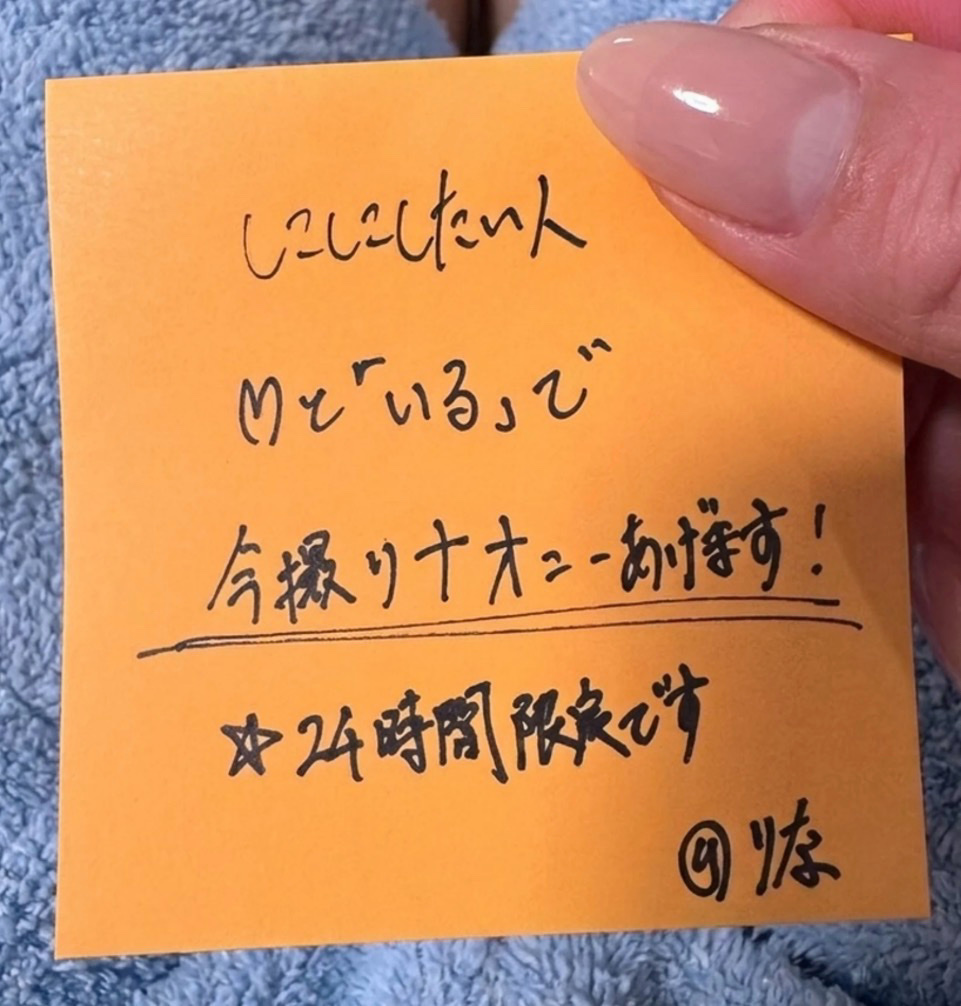 しこしこしたい人
♡と「いる」で
今撮りナオニーあげます!
☆24時間限定です
@りな